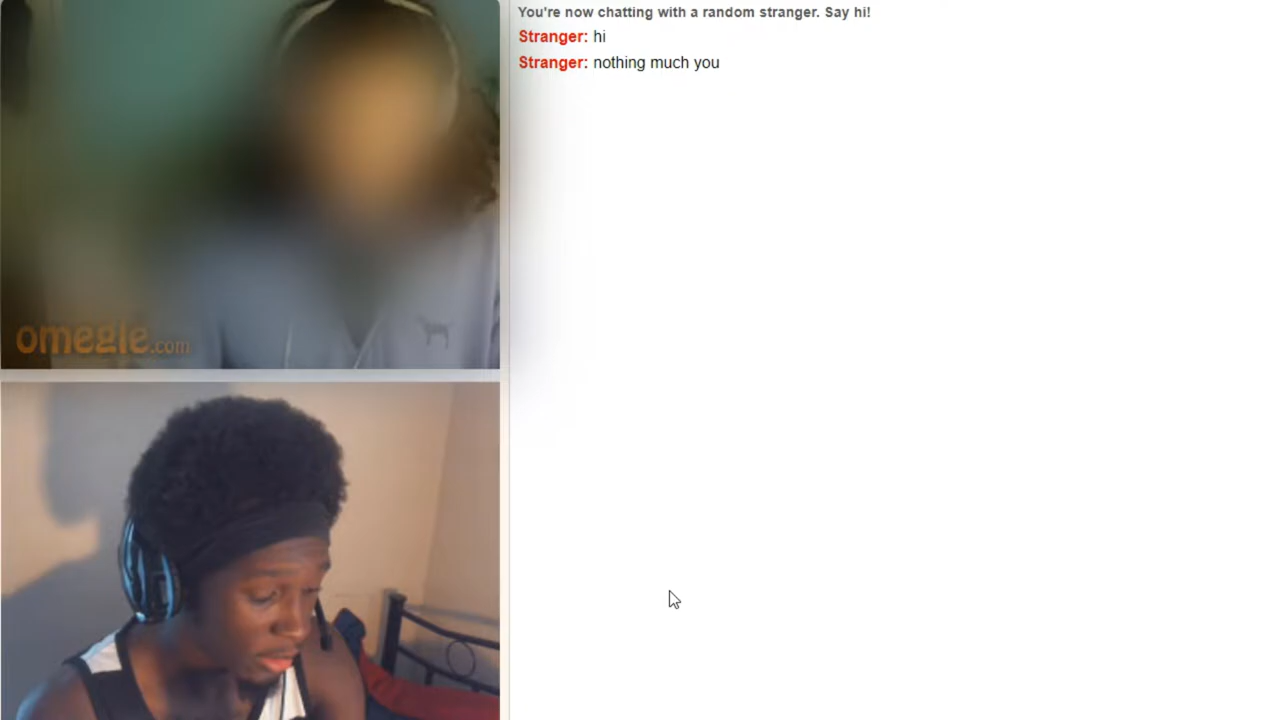 You're now chatting with a random stranger. Say hi!
Stranger: hi
Stranger: nothing much you
omegle.com